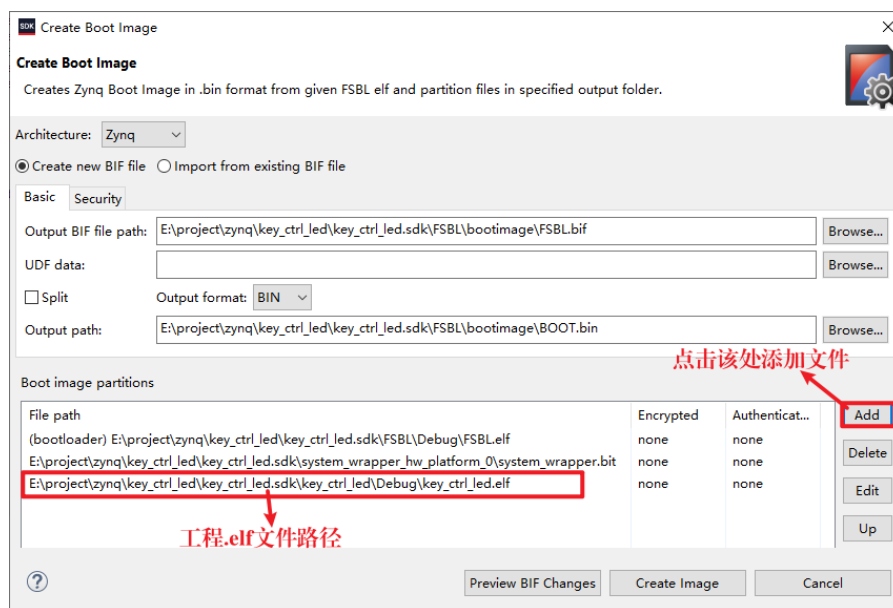 SDK Create Boot Image
Create Boot Image
Creates Zynq Boot Image in .bin format from given FSBL elf and partition files in specified output folder.
Architecture: Zynq
Create new BIF file Import from existing BIF file
Basic Security
Output BIF file path: E:\project\zynq\key_ctrl_led\key_ctrl_led.sdk\FSBL\bootimage\FSBL.bif Browse...
UDF data: Browse...
Split Output format: BIN
Output path: E:\project\zynq\key_ctrl_led\key_ctrl_led.sdk\FSBL\bootimage\BOOT.bin Browse...
点击该处添加文件
Boot image partitions
File path Encrypted Authenticat... Add
(bootloader) E:\project\zynq\key_ctrl_led\key_ctrl_led.sdk\FSBL\Debug\FSBL.elf none none
E:\project\zynq\key_ctrl_led\key_ctrl_led.sdk\system_wrapper_hw_platform_0\system_wrapper.bit none none Delete
E:\project\zynq\key_ctrl_led\key_ctrl_led.sdk\key_ctrl_led\Debug\key_ctrl_led.elf none none Edit
Up
工程.elf文件路径
? Preview BIF Changes Create Image Cancel